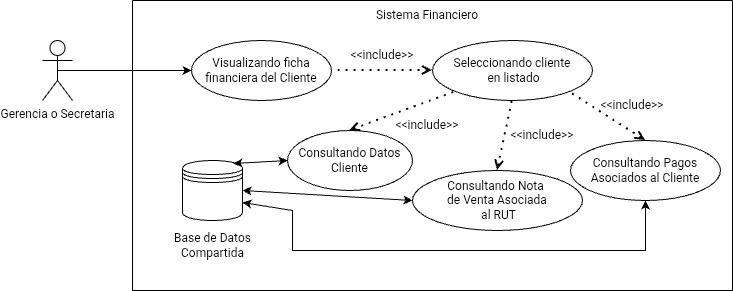 Sistema Financiero
Visualizando ficha
financiera del Cliente
<<include>>
Seleccionando cliente
en listado
Gerencia o Secretaria
<<include>>
<<include>>
<<include>>
Consultando Datos
Cliente
Consultando Nota
de Venta Asociada
al RUT
Consultando Pagos
Asociados al Cliente
Base de Datos
Compartida